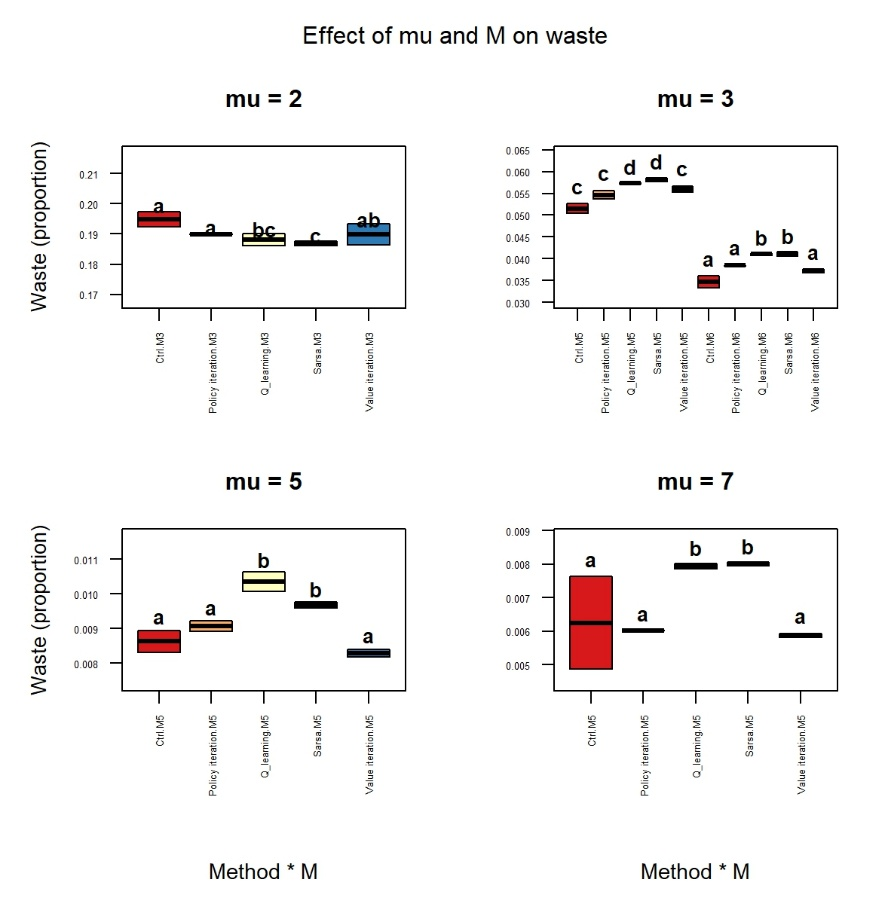 Effect of mu and M on waste
mu = 2
Waste (proportion)
0.21
0.20
0.19
0.18
0.17
a
a
bc
c
ab
Ctrl.M3
Policy iteration.M3
Q_learning.M3
Sarsa.M3
Value iteration.M3
mu = 3
0.065
0.060
0.055
0.050
0.045
0.040
0.035
0.030
c
c
d
d
c
a
a
b
b
a
Ctrl.M5
Policy iteration.M5
Q_learning.M5
Sarsa.M5
Value iteration.M5
Ctrl.M6
Policy iteration.M6
Q_learning.M6
Sarsa.M6
Value iteration.M6
mu = 5
Waste (proportion)
0.011
0.010
0.009
0.008
a
a
b
b
a
Ctrl.M5
Policy iteration.M5
Q_learning.M5
Sarsa.M5
Value iteration.M5
Method * M
mu = 7
0.009
0.008
0.007
0.006
0.005
a
a
b
b
a
Ctrl.M5
Policy iteration.M5
Q_learning.M5
Sarsa.M5
Value iteration.M5
Method * M